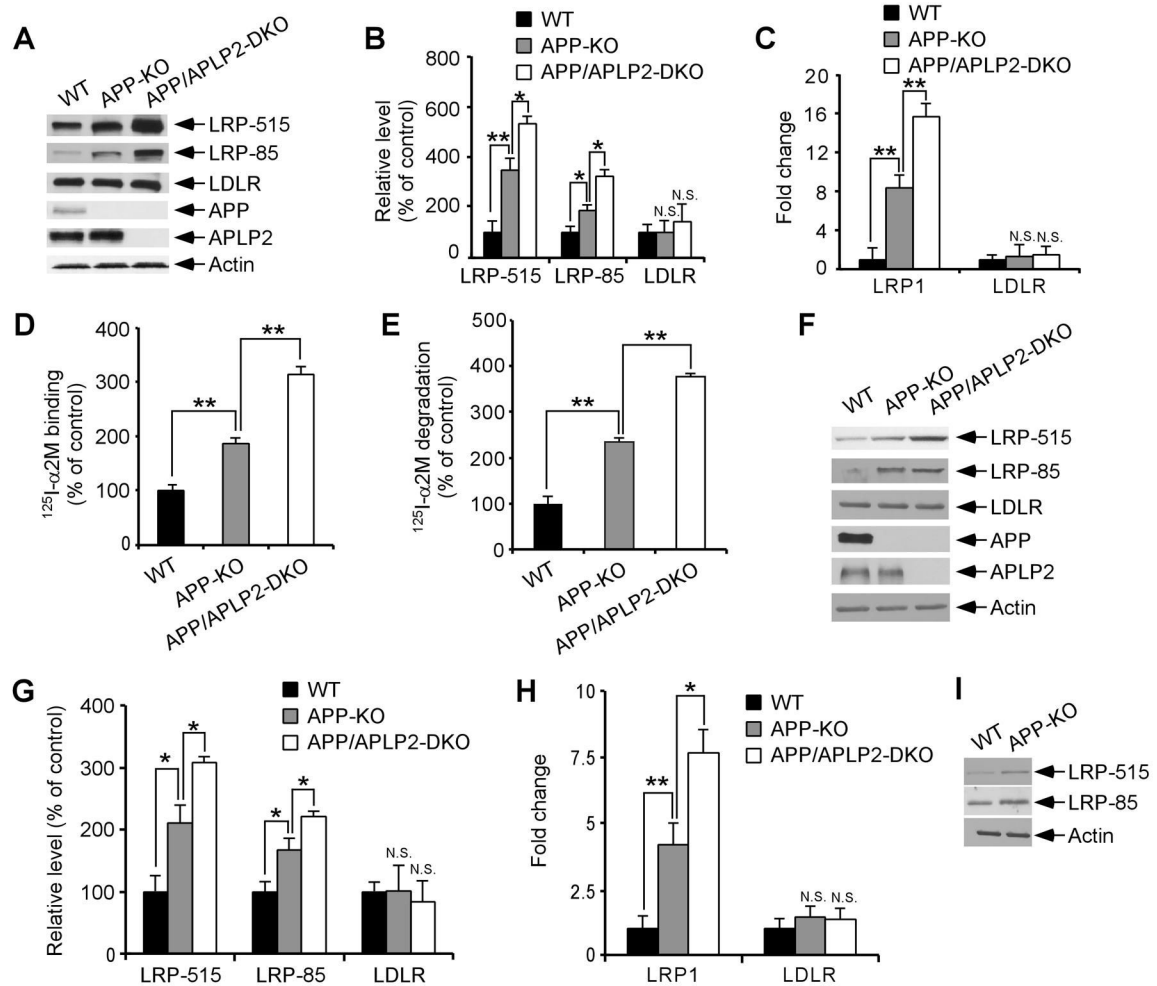 A
WT
APP-KO
APP/APLP2-DKO
LRP-515
LRP-85
LDLR
APP
APLP2
Actin
B
WT
APP-KO
APP/APLP2-DKO
Relative level
(% of control)
800
600
400
200
0
**
*
*
*
N.S.
N.S.
LRP-515 LRP-85 LDLR
C
WT
APP-KO
APP/APLP2-DKO
Fold change
20
16
12
8
4
0
**
**
N.S. N.S.
LRP1 LDLR
D
125I-α2M binding
(% of control)
400
300
200
100
0
**
**
WT
APP-KO
APP/APLP2-DKO
E
125I-α2M degradation
(% of control)
500
400
300
200
100
0
**
**
WT
APP-KO
APP/APLP2-DKO
F
WT
APP-KO
APP/APLP2-DKO
LRP-515
LRP-85
LDLR
APP
APLP2
Actin
G
WT
APP-KO
APP/APLP2-DKO
Relative level (% of control)
400
300
200
100
0
*
*
*
*
N.S.
N.S.
LRP-515 LRP-85 LDLR
H
WT
APP-KO
APP/APLP2-DKO
Fold change
10
7.5
5
2.5
0
**
*
N.S. N.S.
LRP1 LDLR
I
WT
APP-KO
LRP-515
LRP-85
Actin